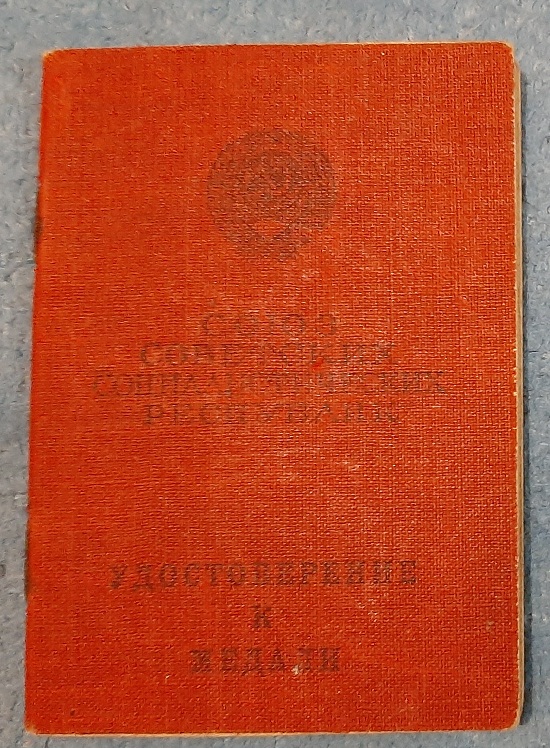 СОЮЗ
СОВЕТСКИХ
СОЦИАЛИСТИЧЕСКИХ
РЕСПУБЛИК
УДОСТОВЕРЕНИЕ
К
МЕДАЛИ